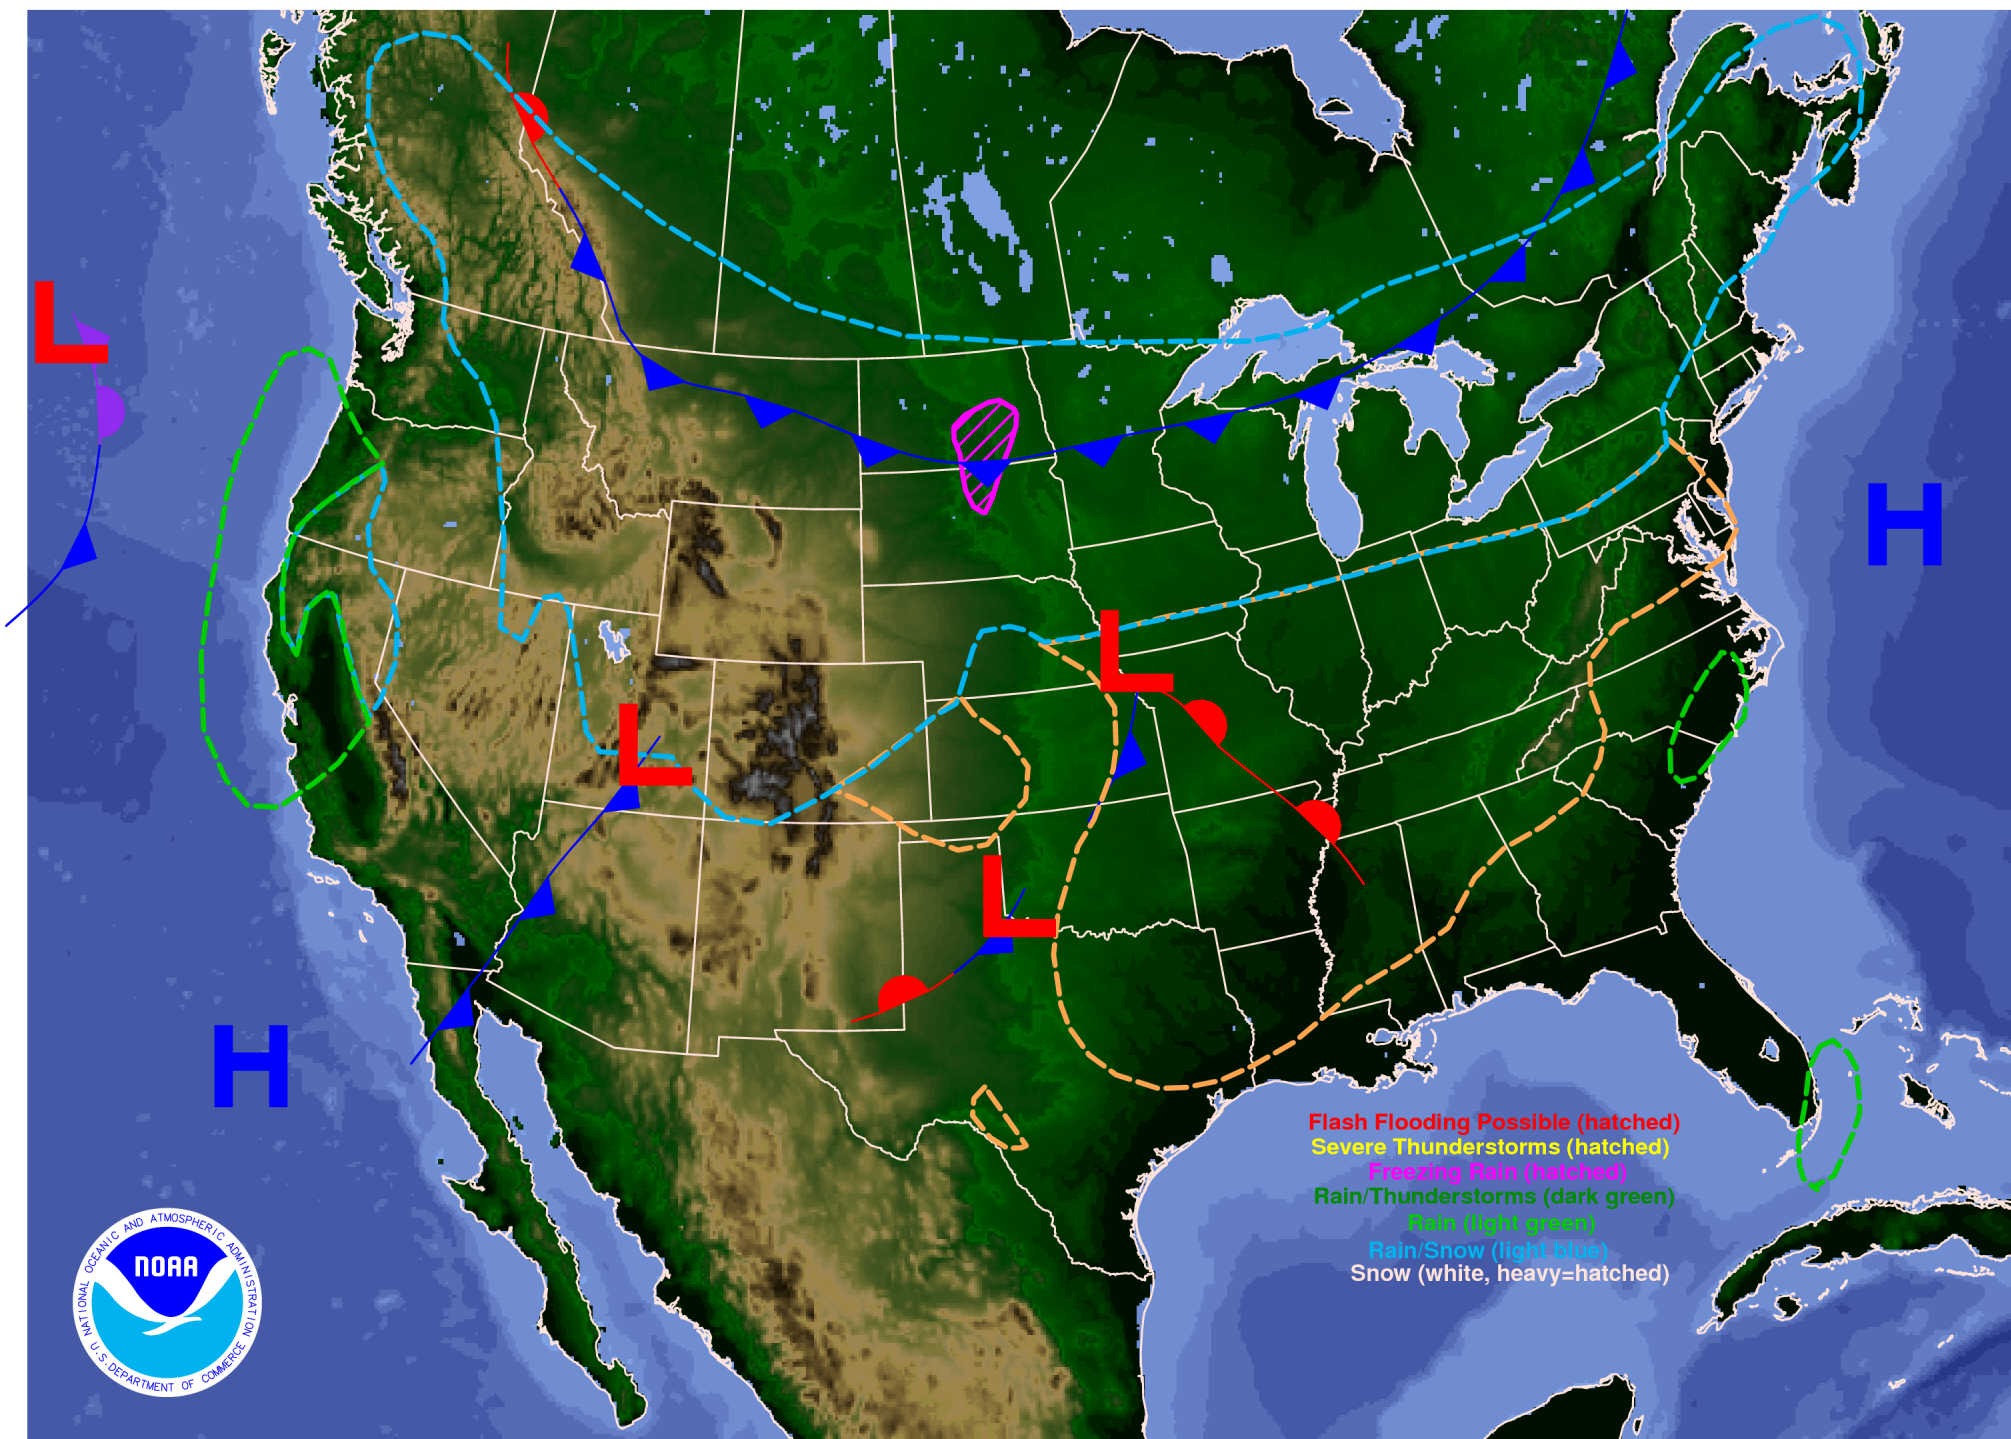 L
H
L
L
L
H
Flash Flooding Possible (hatched)
Severe Thunderstorms (hatched)
Freezing Rain (hatched)
Rain/Thunderstorms (dark green)
Rain (light green)
Rain/Snow (light blue)
Snow (white, heavy=hatched)
NATIONAL OCEANIC AND ATMOSPHERIC ADMINISTRATION
NOAA
U.S. DEPARTMENT OF COMMERCE